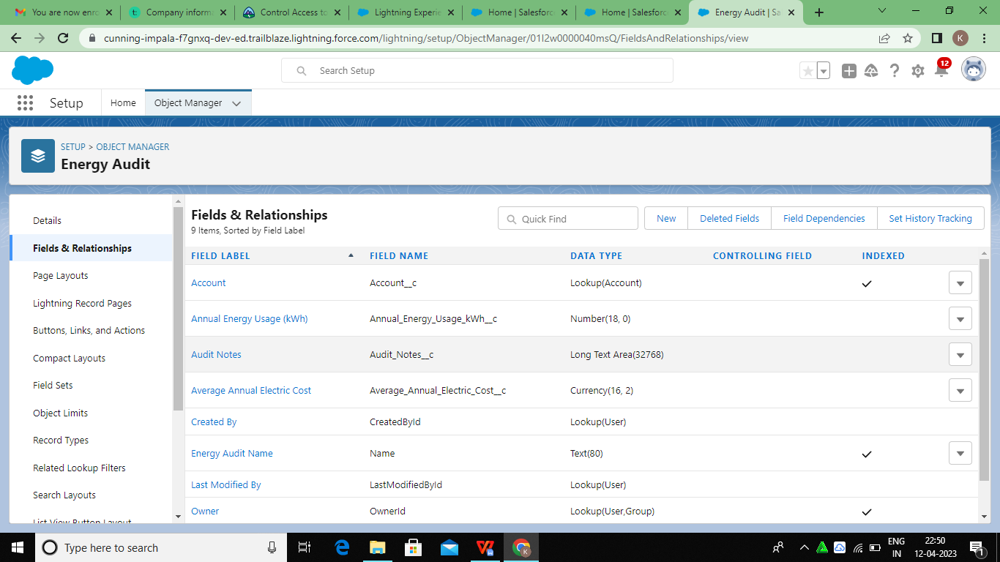 You are now enro
Company informa
Control Access to
Lightning Experie
Home | Salesforc
Home | Salesforc
Energy Audit | Sa
cunning-impala-f7gnxq-dev-ed.trailblaze.lightning.force.com/lightning/setup/ObjectManager/01I2w0000040msQ/FieldsAndRelationships/view
K
Search Setup
12
Setup
Home
Object Manager
SETUP > OBJECT MANAGER
Energy Audit
Details
Fields & Relationships
Page Layouts
Lightning Record Pages
Buttons, Links, and Actions
Compact Layouts
Field Sets
Object Limits
Record Types
Related Lookup Filters
Search Layouts
List View Button Layout
Fields & Relationships
9 Items, Sorted by Field Label
Quick Find
New
Deleted Fields
Field Dependencies
Set History Tracking
FIELD LABEL FIELD NAME DATA TYPE CONTROLLING FIELD INDEXED
Account Account__c Lookup(Account)
Annual Energy Usage (kWh) Annual_Energy_Usage_kWh__c Number(18, 0)
Audit Notes Audit_Notes__c Long Text Area(32768)
Average Annual Electric Cost Average_Annual_Electric_Cost__c Currency(16, 2)
Created By CreatedById Lookup(User)
Energy Audit Name Name Text(80)
Last Modified By LastModifiedById Lookup(User)
Owner OwnerId Lookup(User,Group)
Type here to search
K
ENG
IN
22:50
12-04-2023
1